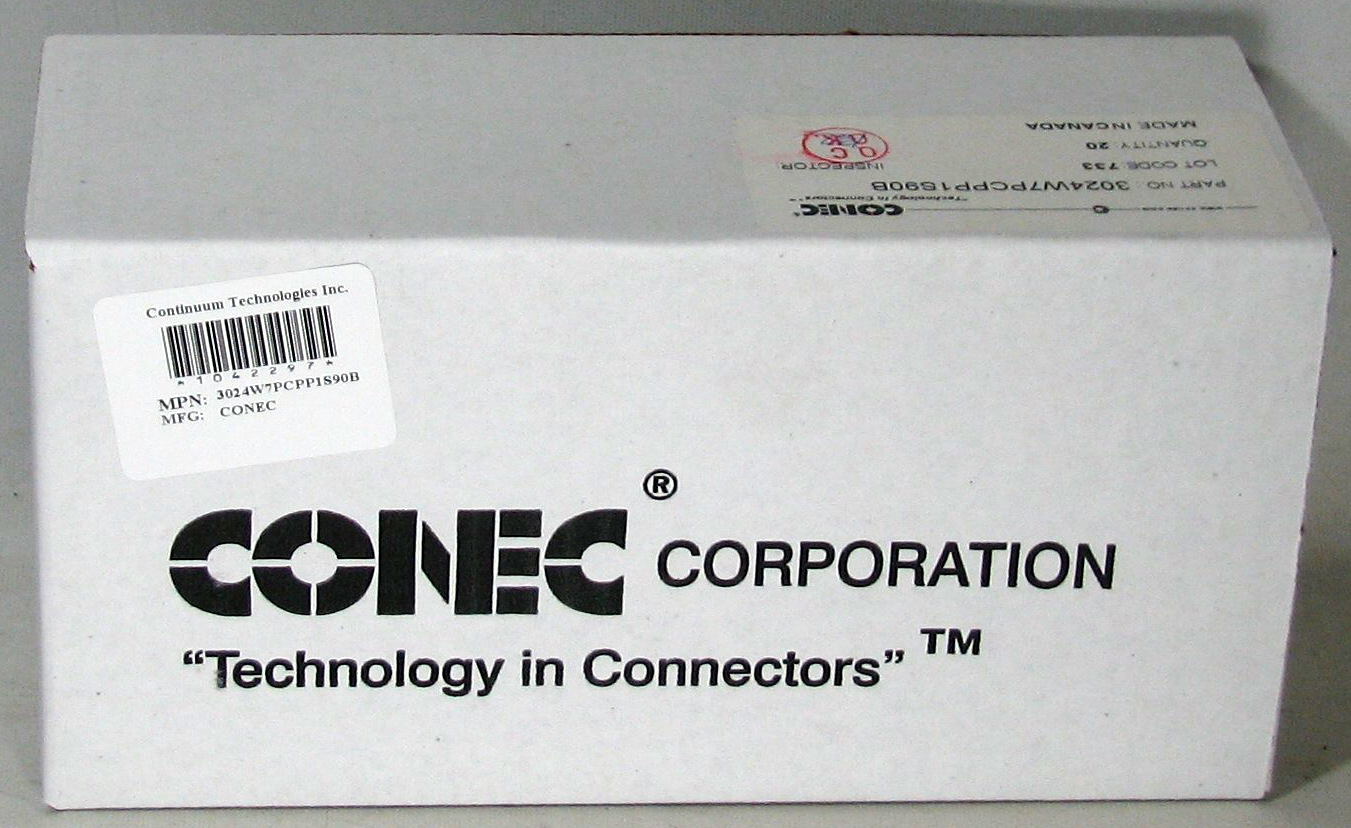 CONEC
"Technology In Connectors"™
PART NO.: 3024W7PCPP1S90B
LOT CODE: 733
INSPECTOR
QUANTITY: 20
Q.C
MADE IN CANADA
Continuum Technologies Inc.
*1042297*
MPN: 3024W7PCPP1S90B
MFG: CONEC
CONEC® CORPORATION
“Technology in Connectors” TM